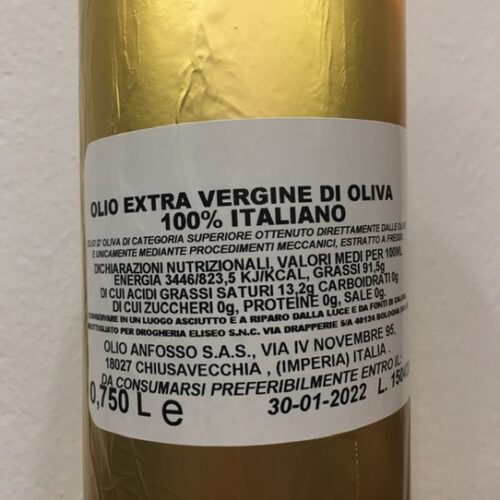 OLIO EXTRA VERGINE DI OLIVA
100% ITALIANO
OLIO D' OLIVA DI CATEGORIA SUPERIORE OTTENUTO DIRETTAMENTE DALLE
E UNICAMENTE MEDIANTE PROCEDIMENTI MECCANICI, ESTRATTO A FREDDO
DICHIARAZIONI NUTRIZIONALI, VALORI MEDI PER 100ML
ENERGIA 3446/823,5 KJ/KCAL, GRASSI 91,5g
DI CUI ACIDI GRASSI SATURI 13,2g CARBOIDRATI 0g
DI CUI ZUCCHERI 0g, PROTEINE 0g, SALE 0g.
CONSERVARE IN UN LUOGO ASCIUTTO E A RIPARO DALLA LUCE E DA FONTI DI CALORE
IMBOTTIGLIATO PER DROGHERIA ELISEO S.N.C. VIA DRAPPERIE 5/A 40124
OLIO ANFOSSO S.A.S., VIA IV NOVEMBRE 95,
18027 CHIUSAVECCHIA , (IMPERIA) ITALIA .
DA CONSUMARSI PREFERIBILMENTE ENTRO IL:
0,750 L e 30-01-2022 L.